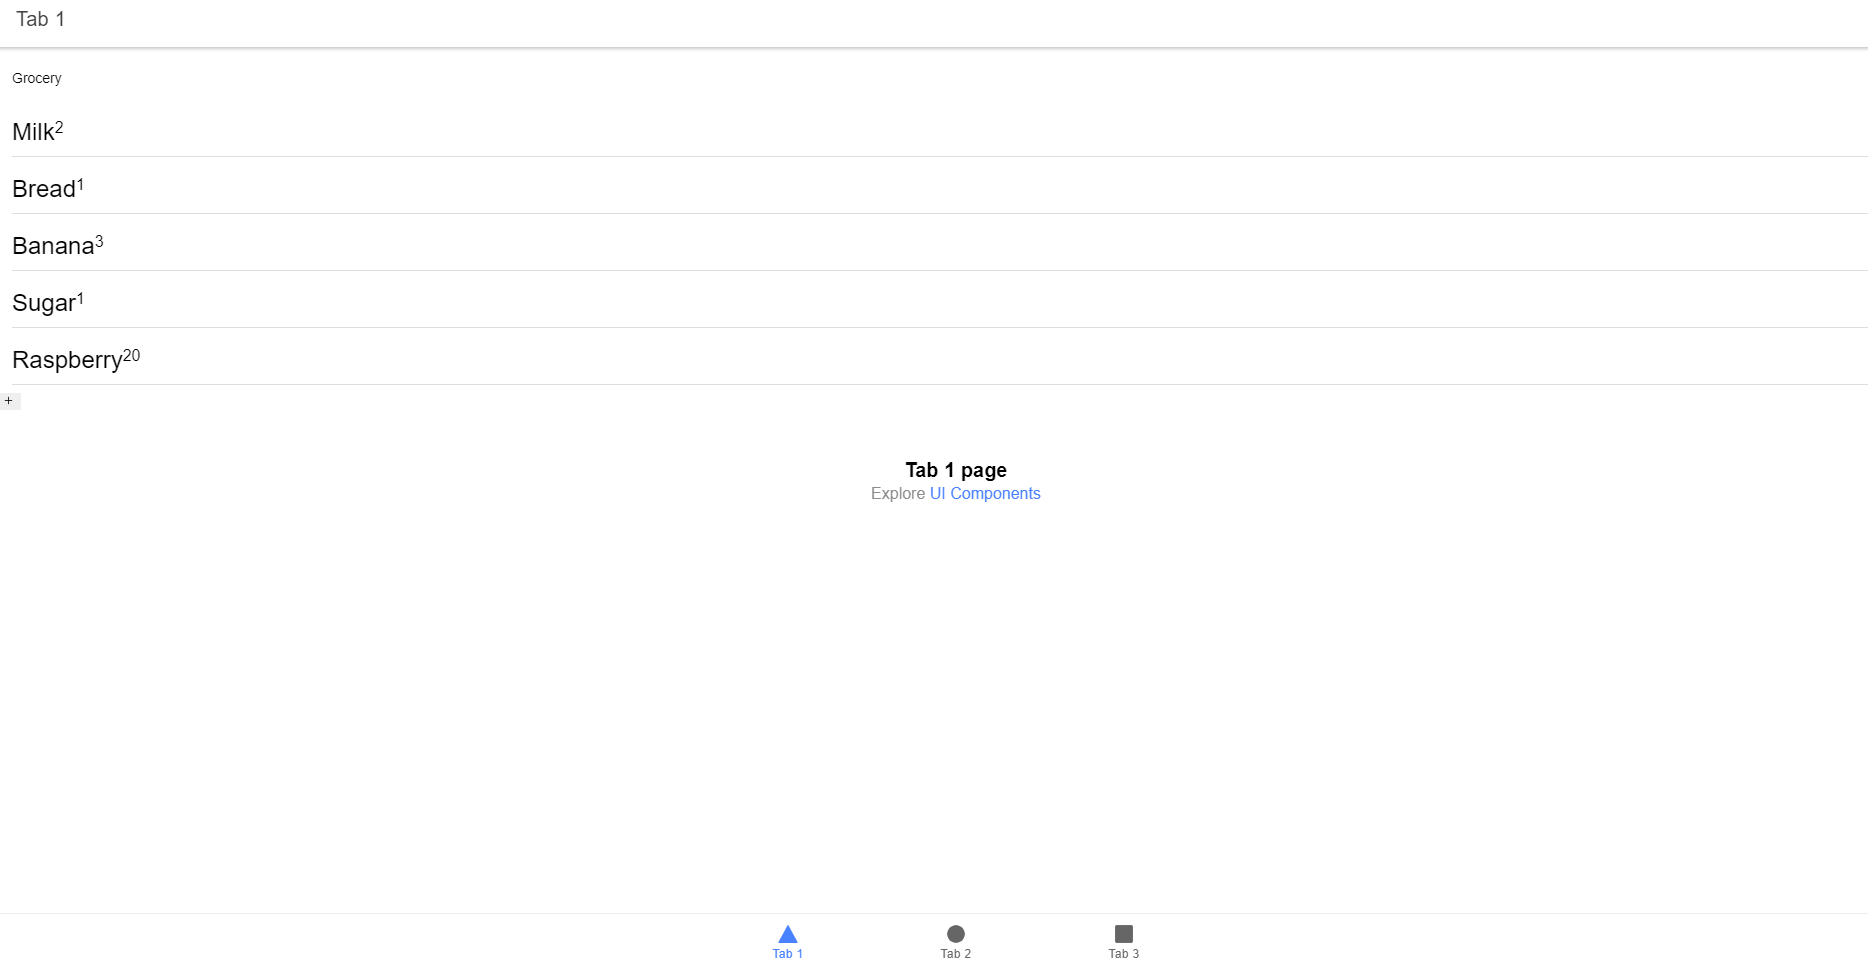 Tab 1
Grocery
Milk2
Bread1
Banana3
Sugar1
Raspberry20
+
Tab 1 page
Explore UI Components
Tab 1 Tab 2 Tab 3